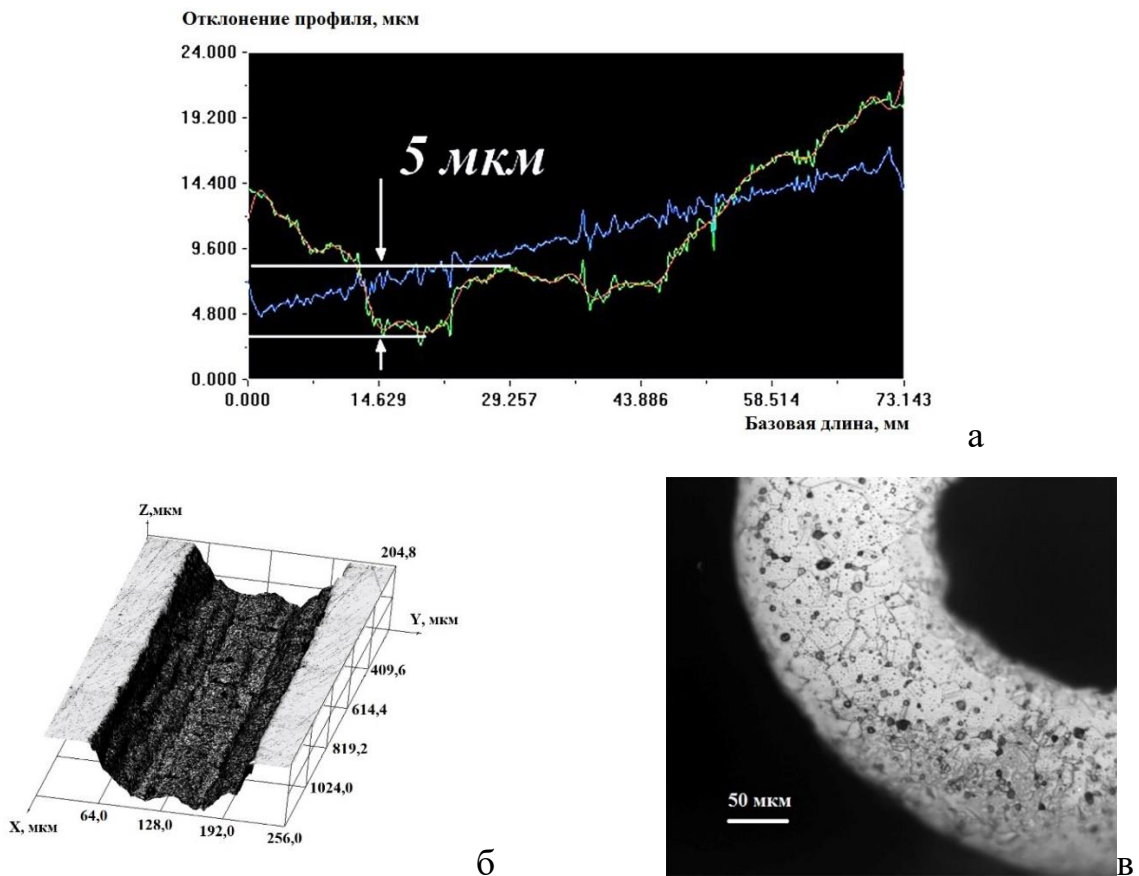 Отклонение профиля, мкм
24.000
19.200
5 мкм
14.400
9.600
4.800
0.000
0.000 14.629 29.257 43.886 58.514 73.143
Базовая длина, мм
а
Z,мкм
204,8
Y, мкм
409,6
614,4
819,2
1024,0
X, мкм
64,0
128,0
192,0
256,0
б
50 мкм
в